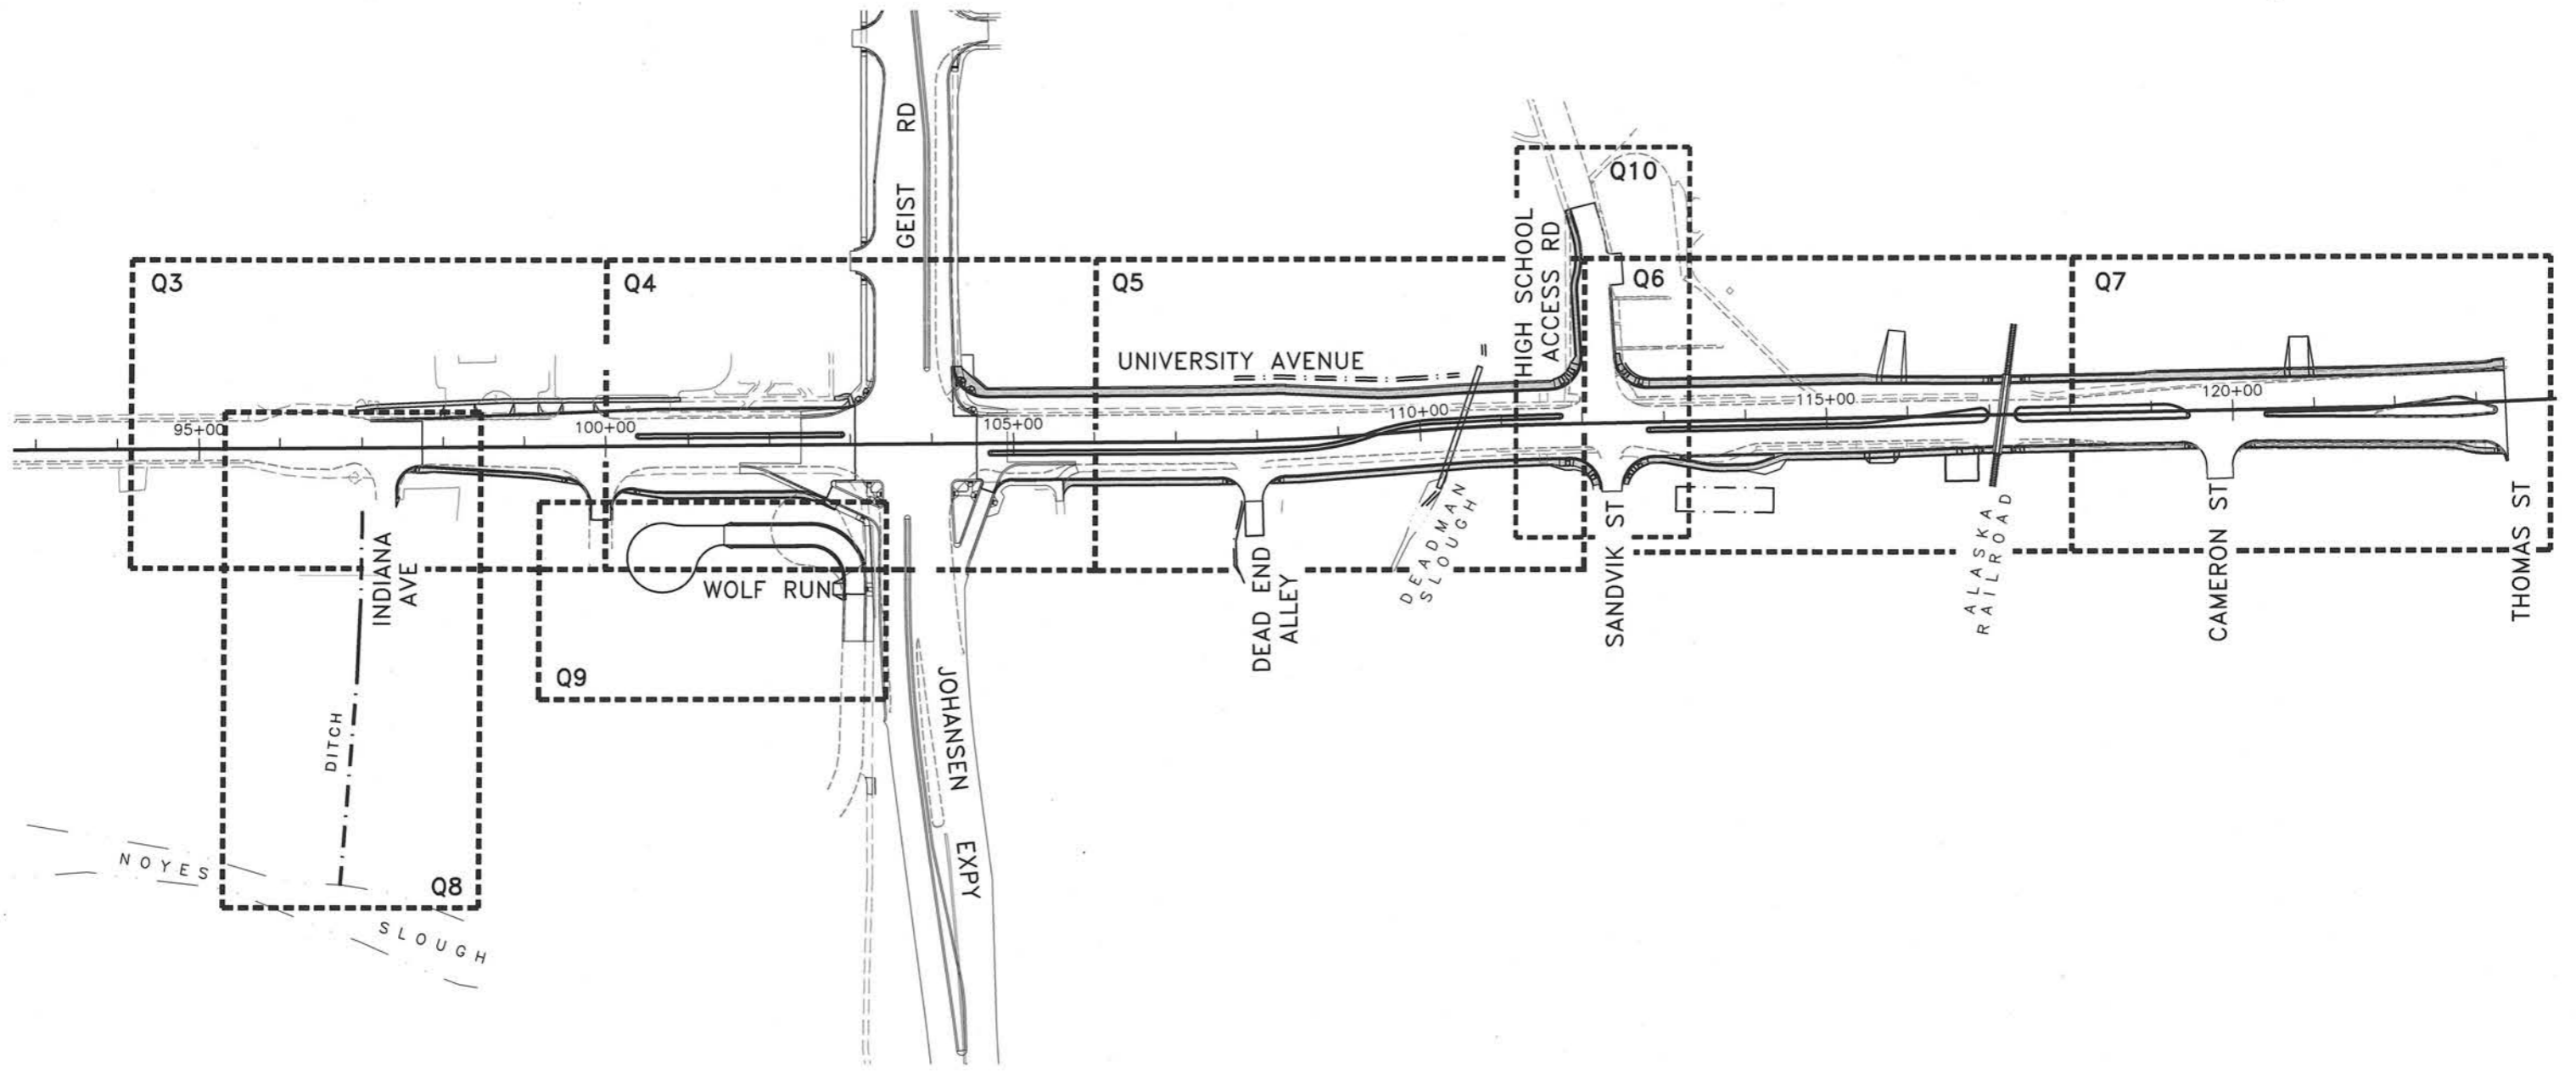 GEIST RD
Q10
HIGH SCHOOL
ACCESS RD
Q3
Q4
Q5
Q6
Q7
UNIVERSITY AVENUE
95+00
100+00
105+00
110+00
115+00
120+00
INDIANA
AVE
WOLF RUN
DEAD END
ALLEY
DEADMAN
SLOUGH
SANDVIK ST
ALASKA
RAILROAD
CAMERON ST
THOMAS ST
Q9
DITCH
JOHANSEN EXPY
NOYES
SLOUGH
Q8